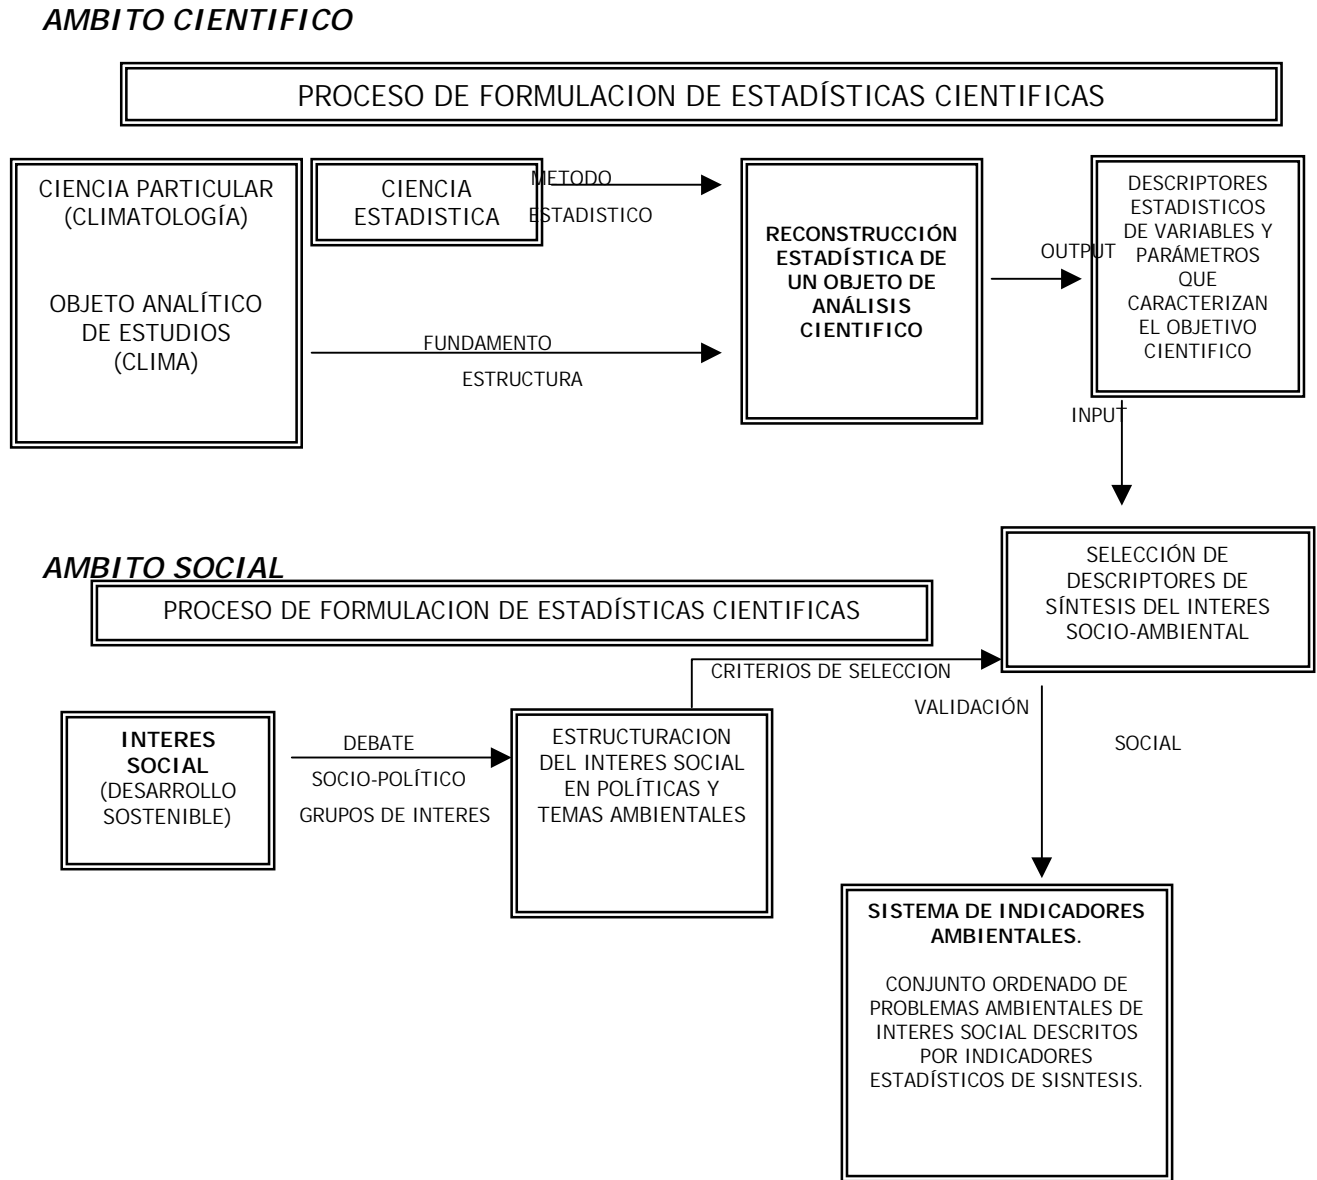 AMBITO CIENTIFICO
PROCESO DE FORMULACION DE ESTADÍSTICAS CIENTIFICAS
CIENCIA PARTICULAR
(CLIMATOLOGÍA)
OBJETO ANALÍTICO
DE ESTUDIOS
(CLIMA)
CIENCIA
ESTADISTICA
METODO
ESTADISTICO
FUNDAMENTO
ESTRUCTURA
RECONSTRUCCIÓN
ESTADÍSTICA DE
UN OBJETO DE
ANÁLISIS
CIENTIFICO
OUTPUT
DESCRIPTORES
ESTADISTICOS
DE VARIABLES Y
PARÁMETROS
QUE
CARACTERIZAN
EL OBJETIVO
CIENTIFICO
INPUT
SELECCIÓN DE
DESCRIPTORES DE
SÍNTESIS DEL INTERES
SOCIO-AMBIENTAL
AMBITO SOCIAL
PROCESO DE FORMULACION DE ESTADÍSTICAS CIENTIFICAS
CRITERIOS DE SELECCION
VALIDACIÓN
SOCIAL
INTERES
SOCIAL
(DESARROLLO
SOSTENIBLE)
DEBATE
SOCIO-POLÍTICO
GRUPOS DE INTERES
ESTRUCTURACION
DEL INTERES SOCIAL
EN POLÍTICAS Y
TEMAS AMBIENTALES
SISTEMA DE INDICADORES
AMBIENTALES.
CONJUNTO ORDENADO DE
PROBLEMAS AMBIENTALES DE
INTERES SOCIAL DESCRITOS
POR INDICADORES
ESTADÍSTICOS DE SISNTESIS.